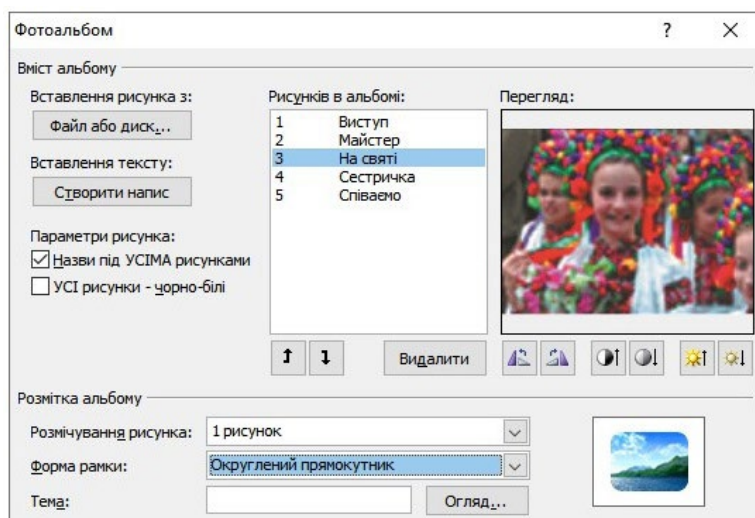 Фотоальбом ? ×
Вміст альбому
Вставлення рисунка з:
Файл або диск...
Вставлення тексту:
Створити напис
Параметри рисунка:
Назви під УСІМА рисунками
УСІ рисунки - чорно-білі
Рисунків в альбомі:
1 Виступ
2 Майстер
3 На святі
4 Сестричка
5 Співаємо
Видалити
Перегляд:
Розмітка альбому
Розмічування рисунка: 1 рисунок
Форма рамки: Округлений прямокутник
Тема: Огляд...